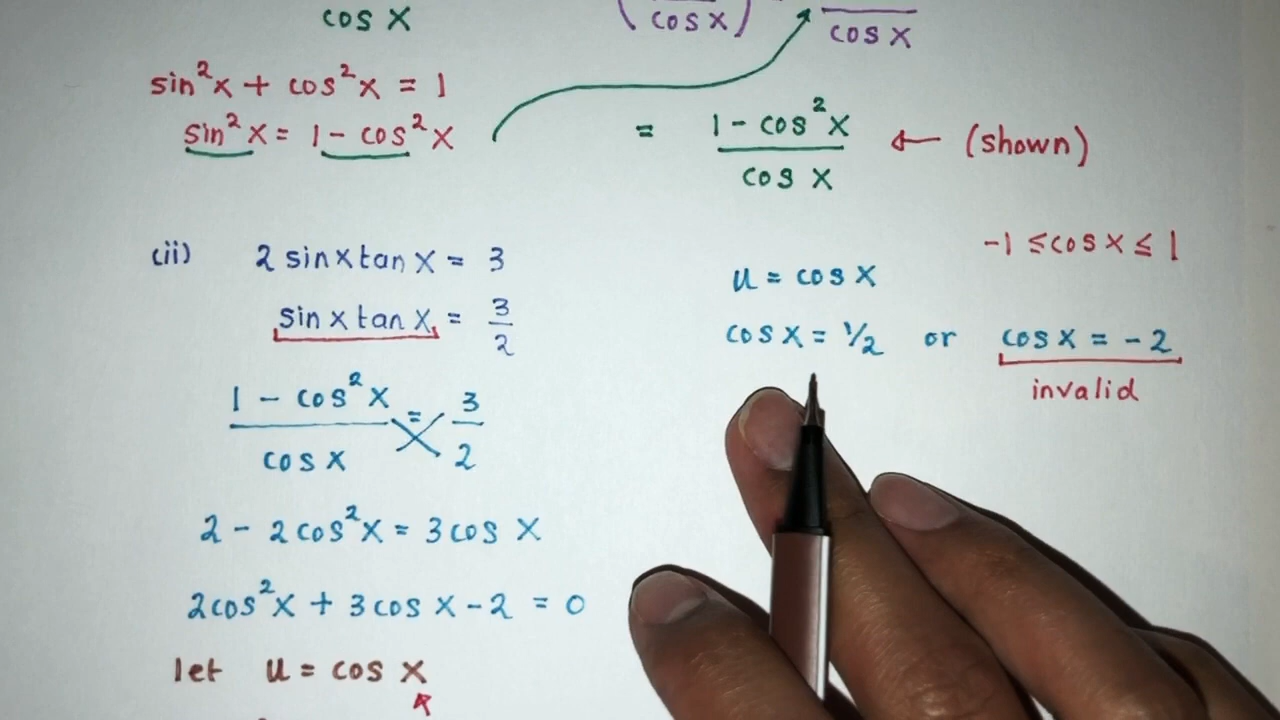 cos x
(cos x) cos x
sin²x + cos²x = 1
sin²x = 1 - cos²x
= 1 - cos²x ← (shown)
cos x
(ii) 2 sin x tan x = 3
sin x tan x = 3/2
1 - cos²x = 3
cos x 2
2 - 2cos²x = 3cos x
2cos²x + 3cos x - 2 = 0
let u = cos x
-1 ≤ cos x ≤ 1
u = cos x
cos x = 1/2 or cos x = -2
invalid